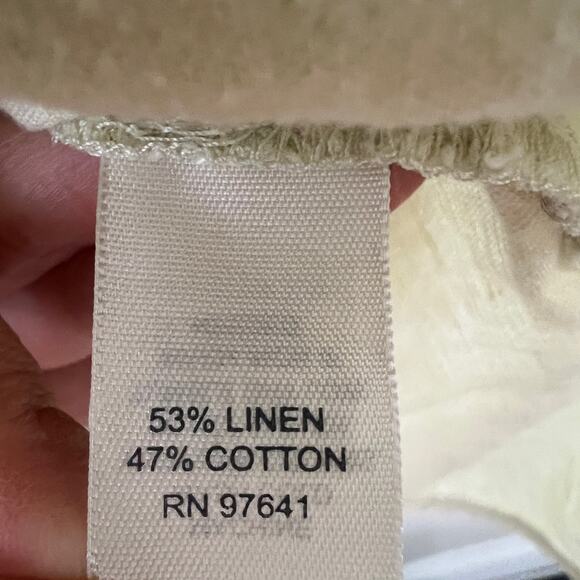 53% LINEN
47% COTTON
RN 97641